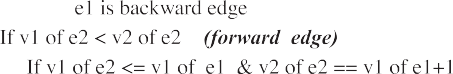 e1 is backward edge
If v1 of e2 < v2 of e2 (forward edge)
If v1 of e2 <= v1 of e1 & v2 of e2 == v1 of e1+1